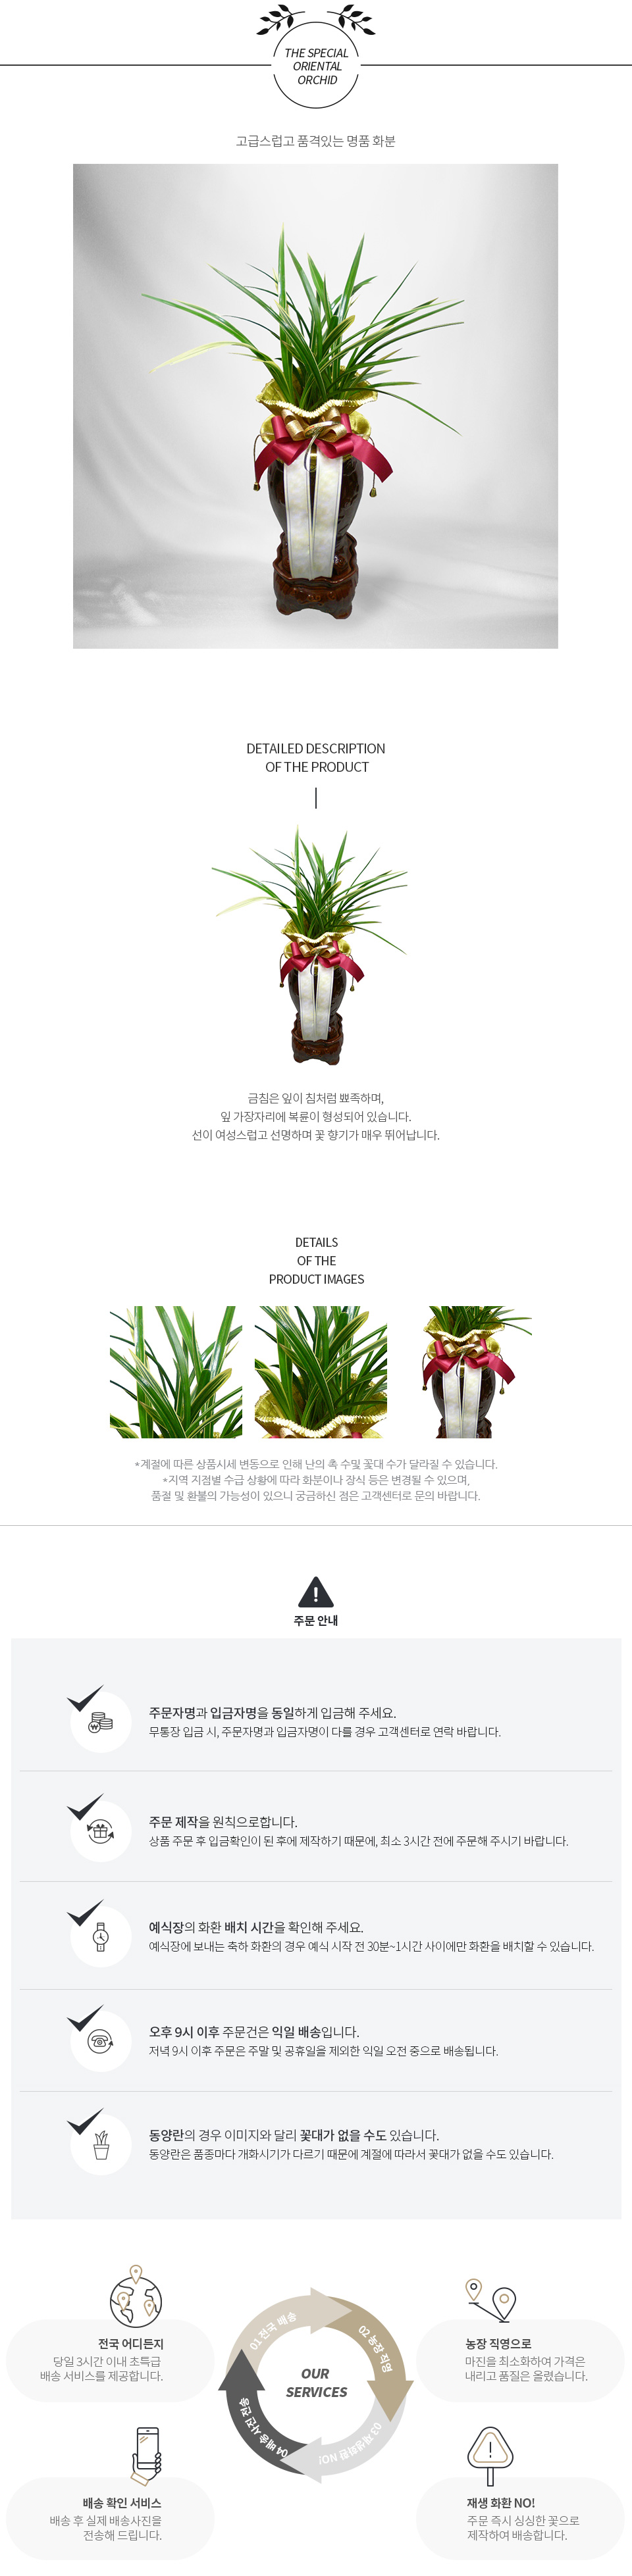 THE SPECIAL
ORIENTAL
ORCHID
고급스럽고 품격있는 명품 화분
DETAILED DESCRIPTION
OF THE PRODUCT
금침은 잎이 침처럼 뾰족하며,
잎 가장자리에 복륜이 형성되어 있습니다.
선이 여성스럽고 선명하며 꽃 향기가 매우 뛰어납니다.
DETAILS
OF THE
PRODUCT IMAGES
*계절에 따른 상품시세 변동으로 인해 난의 촉 수및 꽃대 수가 달라질 수 있습니다.
*지역 지점별 수급 상황에 따라 화분이나 장식 등은 변경될 수 있으며,
품절 및 환불의 가능성이 있으니 궁금하신 점은 고객센터로 문의 바랍니다.
주문 안내
주문자명과 입금자명을 동일하게 입금해 주세요.
무통장 입금 시, 주문자명과 입금자명이 다를 경우 고객센터로 연락 바랍니다.
주문 제작을 원칙으로합니다.
상품 주문 후 입금확인이 된 후에 제작하기 때문에, 최소 3시간 전에 주문해 주시기 바랍니다.
예식장의 화환 배치 시간을 확인해 주세요.
예식장에 보내는 축하 화환의 경우 예식 시작 전 30분~1시간 사이에만 화환을 배치할 수 있습니다.
오후 9시 이후 주문건은 익일 배송입니다.
저녁 9시 이후 주문은 주말 및 공휴일을 제외한 익일 오전 중으로 배송됩니다.
동양란의 경우 이미지와 달리 꽃대가 없을 수도 있습니다.
동양란은 품종마다 개화시기가 다르기 때문에 계절에 따라서 꽃대가 없을 수도 있습니다.
전국 어디든지
당일 3시간 이내 초특급
배송 서비스를 제공합니다.
01 전국 배송
02 농장 직영
OUR
SERVICES
03 재생화환 NO!
04 배송사진 전송
농장 직영으로
마진을 최소화하여 가격은
내리고 품질은 올렸습니다.
배송 확인 서비스
배송 후 실제 배송사진을
전송해 드립니다.
재생 화환 NO!
주문 즉시 싱싱한 꽃으로
제작하여 배송합니다.